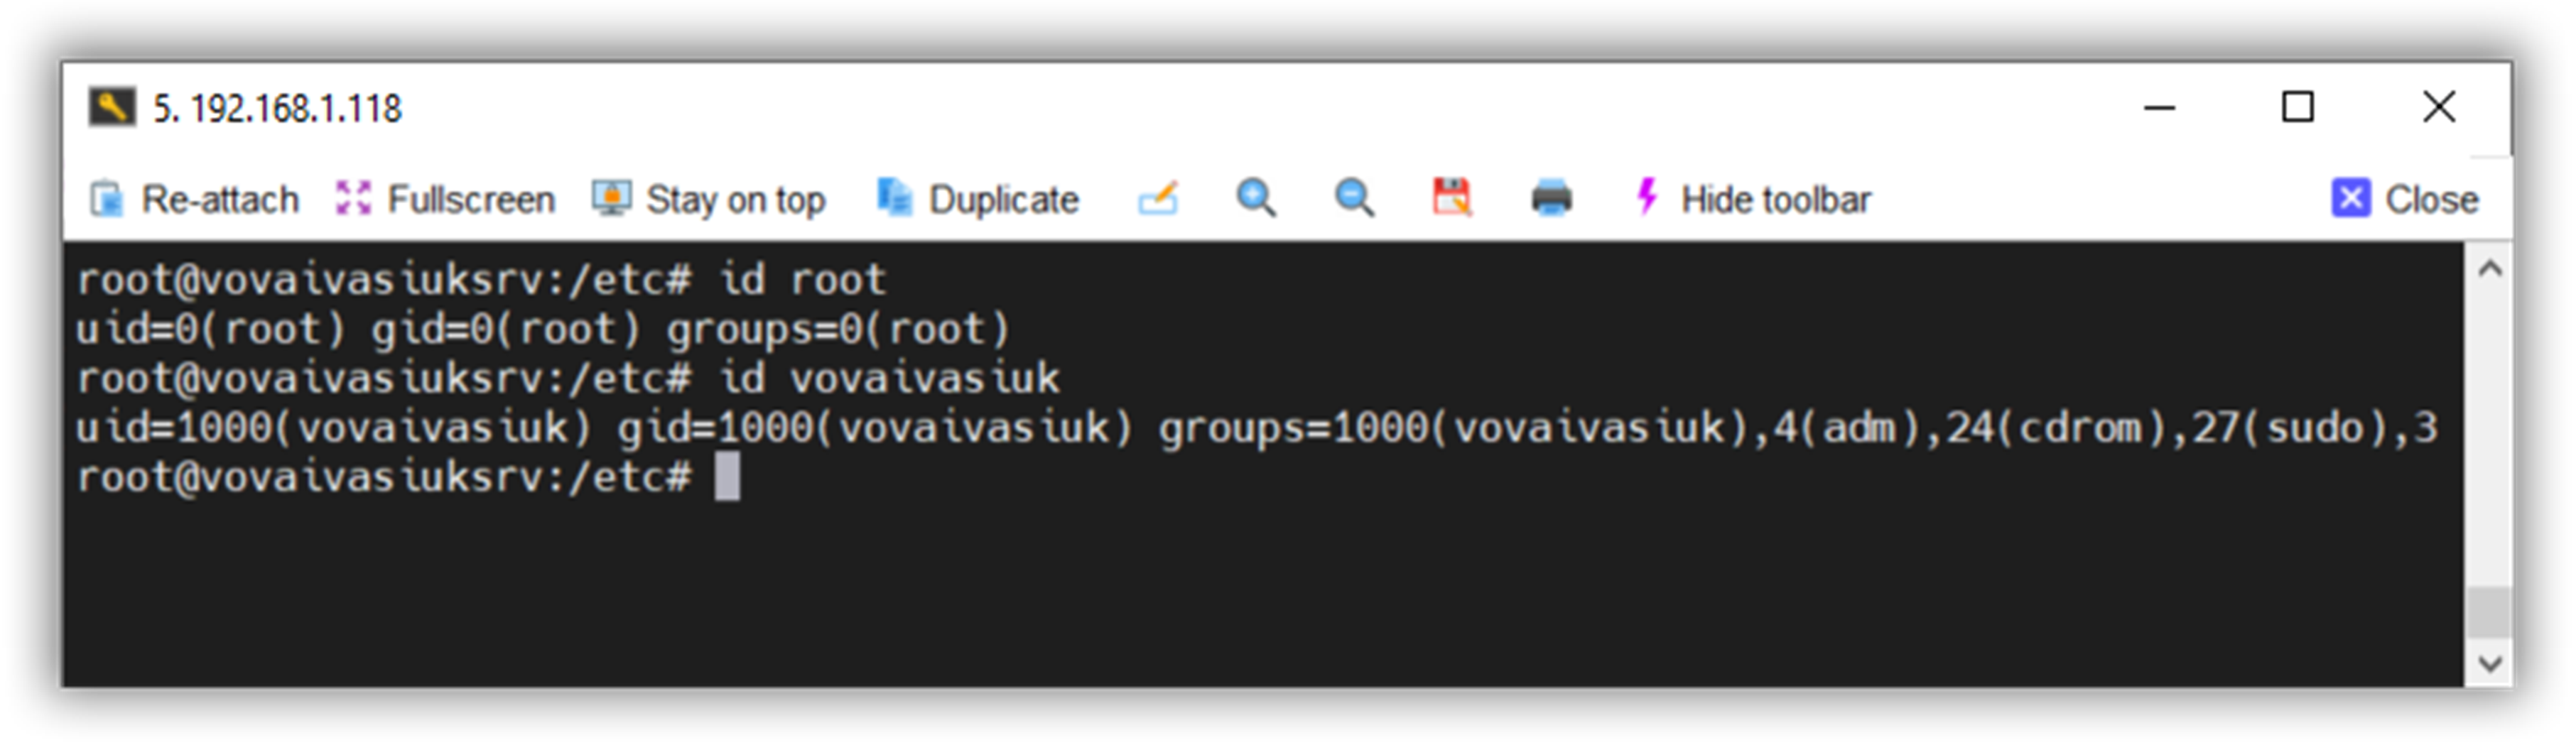 5. 192.168.1.118
Re-attach Fullscreen Stay on top Duplicate Hide toolbar Close
root@vovaivasiuksrv:/etc# id root
uid=0(root) gid=0(root) groups=0(root)
root@vovaivasiuksrv:/etc# id vovaivasiuk
uid=1000(vovaivasiuk) gid=1000(vovaivasiuk) groups=1000(vovaivasiuk),4(adm),24(cdrom),27(sudo),3
root@vovaivasiuksrv:/etc#